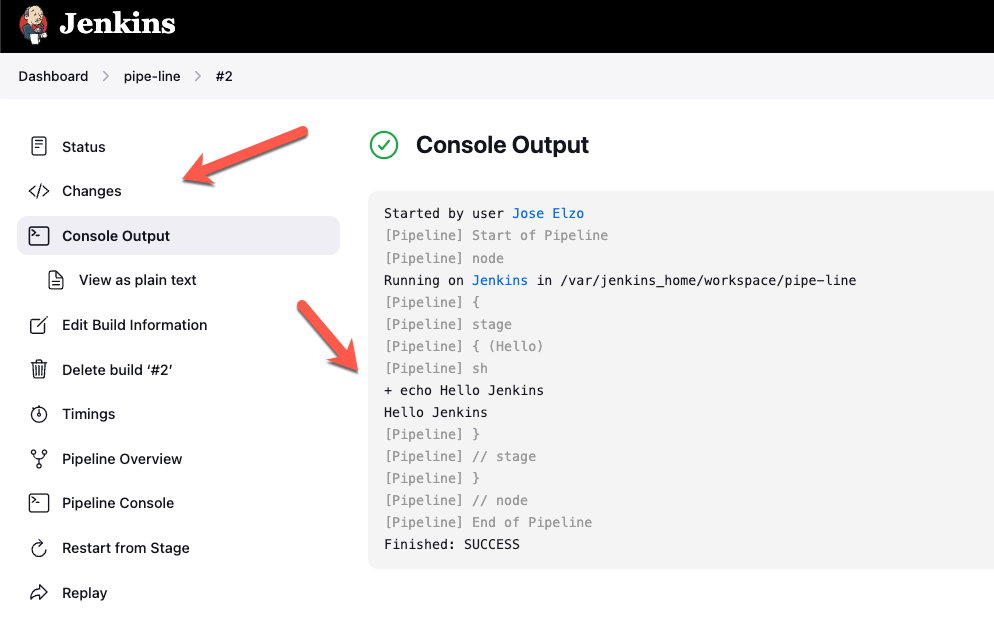 Jenkins
Dashboard > pipe-line > #2
Status
Changes
Console Output
View as plain text
Edit Build Information
Delete build ‘#2’
Timings
Pipeline Overview
Pipeline Console
Restart from Stage
Replay
Console Output
Started by user Jose Elzo
[Pipeline] Start of Pipeline
[Pipeline] node
Running on Jenkins in /var/jenkins_home/workspace/pipe-line
[Pipeline] {
[Pipeline] stage
[Pipeline] { (Hello)
[Pipeline] sh
+ echo Hello Jenkins
Hello Jenkins
[Pipeline] }
[Pipeline] // stage
[Pipeline] }
[Pipeline] // node
[Pipeline] End of Pipeline
Finished: SUCCESS